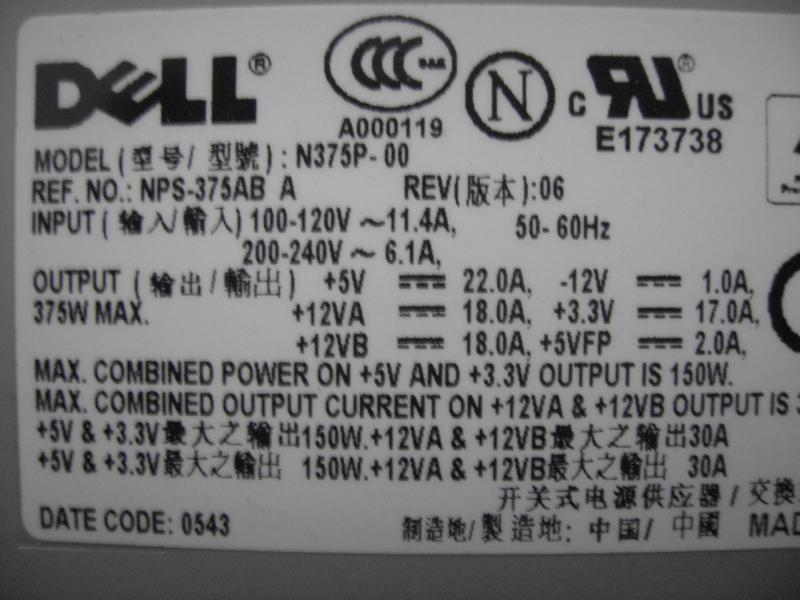 DELL®
A000119
N
C UR® US
E173738
MODEL (型号/ 型號): N375P-00
REF. NO.: NPS-375AB A REV(版本):06
INPUT ( 输入/輸入) 100-120V ~11.4A, 50-60Hz
200-240V ~ 6.1A,
OUTPUT ( 输出/輸出) +5V 22.0A, -12V 1.0A,
375W MAX. +12VA 18.0A, +3.3V 17.0A,
+12VB 18.0A, +5VFP 2.0A,
MAX. COMBINED POWER ON +5V AND +3.3V OUTPUT IS 150W.
MAX. COMBINED OUTPUT CURRENT ON +12VA & +12VB OUTPUT IS 3
+5V & +3.3V最大之输出150W.+12VA & +12VB最大之输出30A
+5V & +3.3V最大之輸出 150W.+12VA & +12VB最大之輸出 30A
开关式电源供应器 / 交換
DATE CODE: 0543 制造地/製造地: 中国/ 中國 MAD